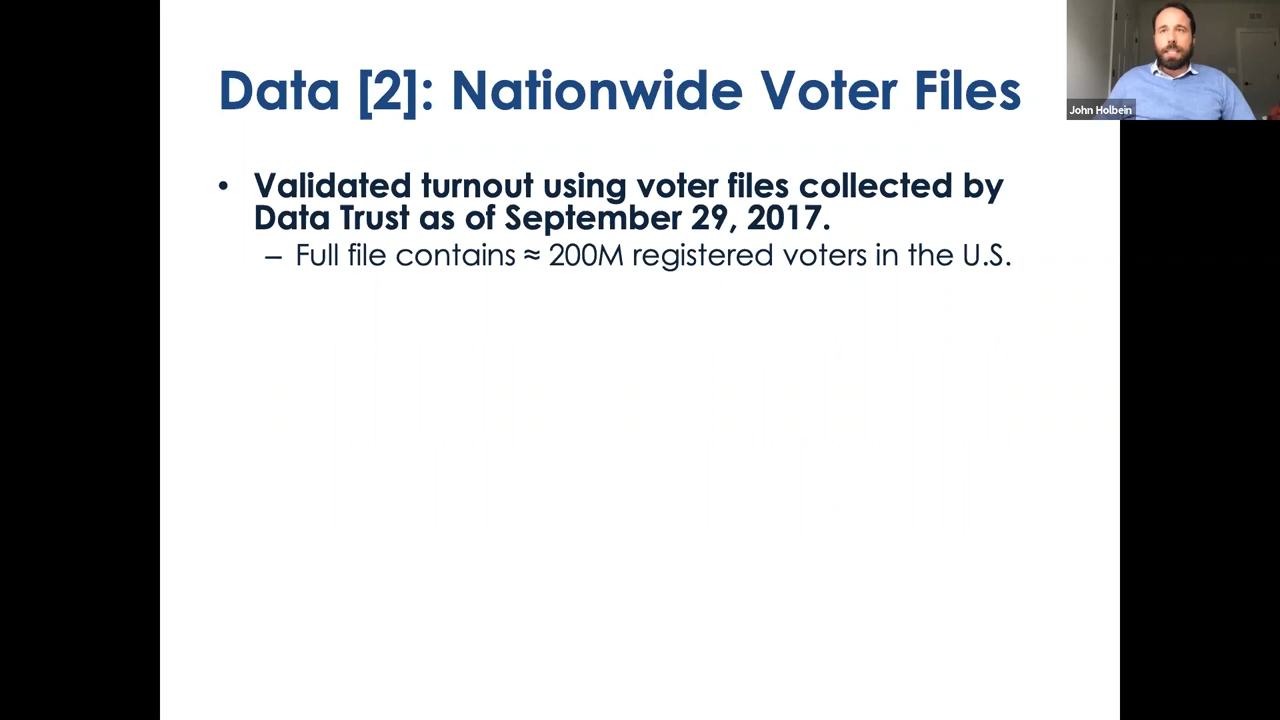 Data [2]: Nationwide Voter Files
John Holbein
• Validated turnout using voter files collected by
Data Trust as of September 29, 2017.
– Full file contains ≈ 200M registered voters in the U.S.